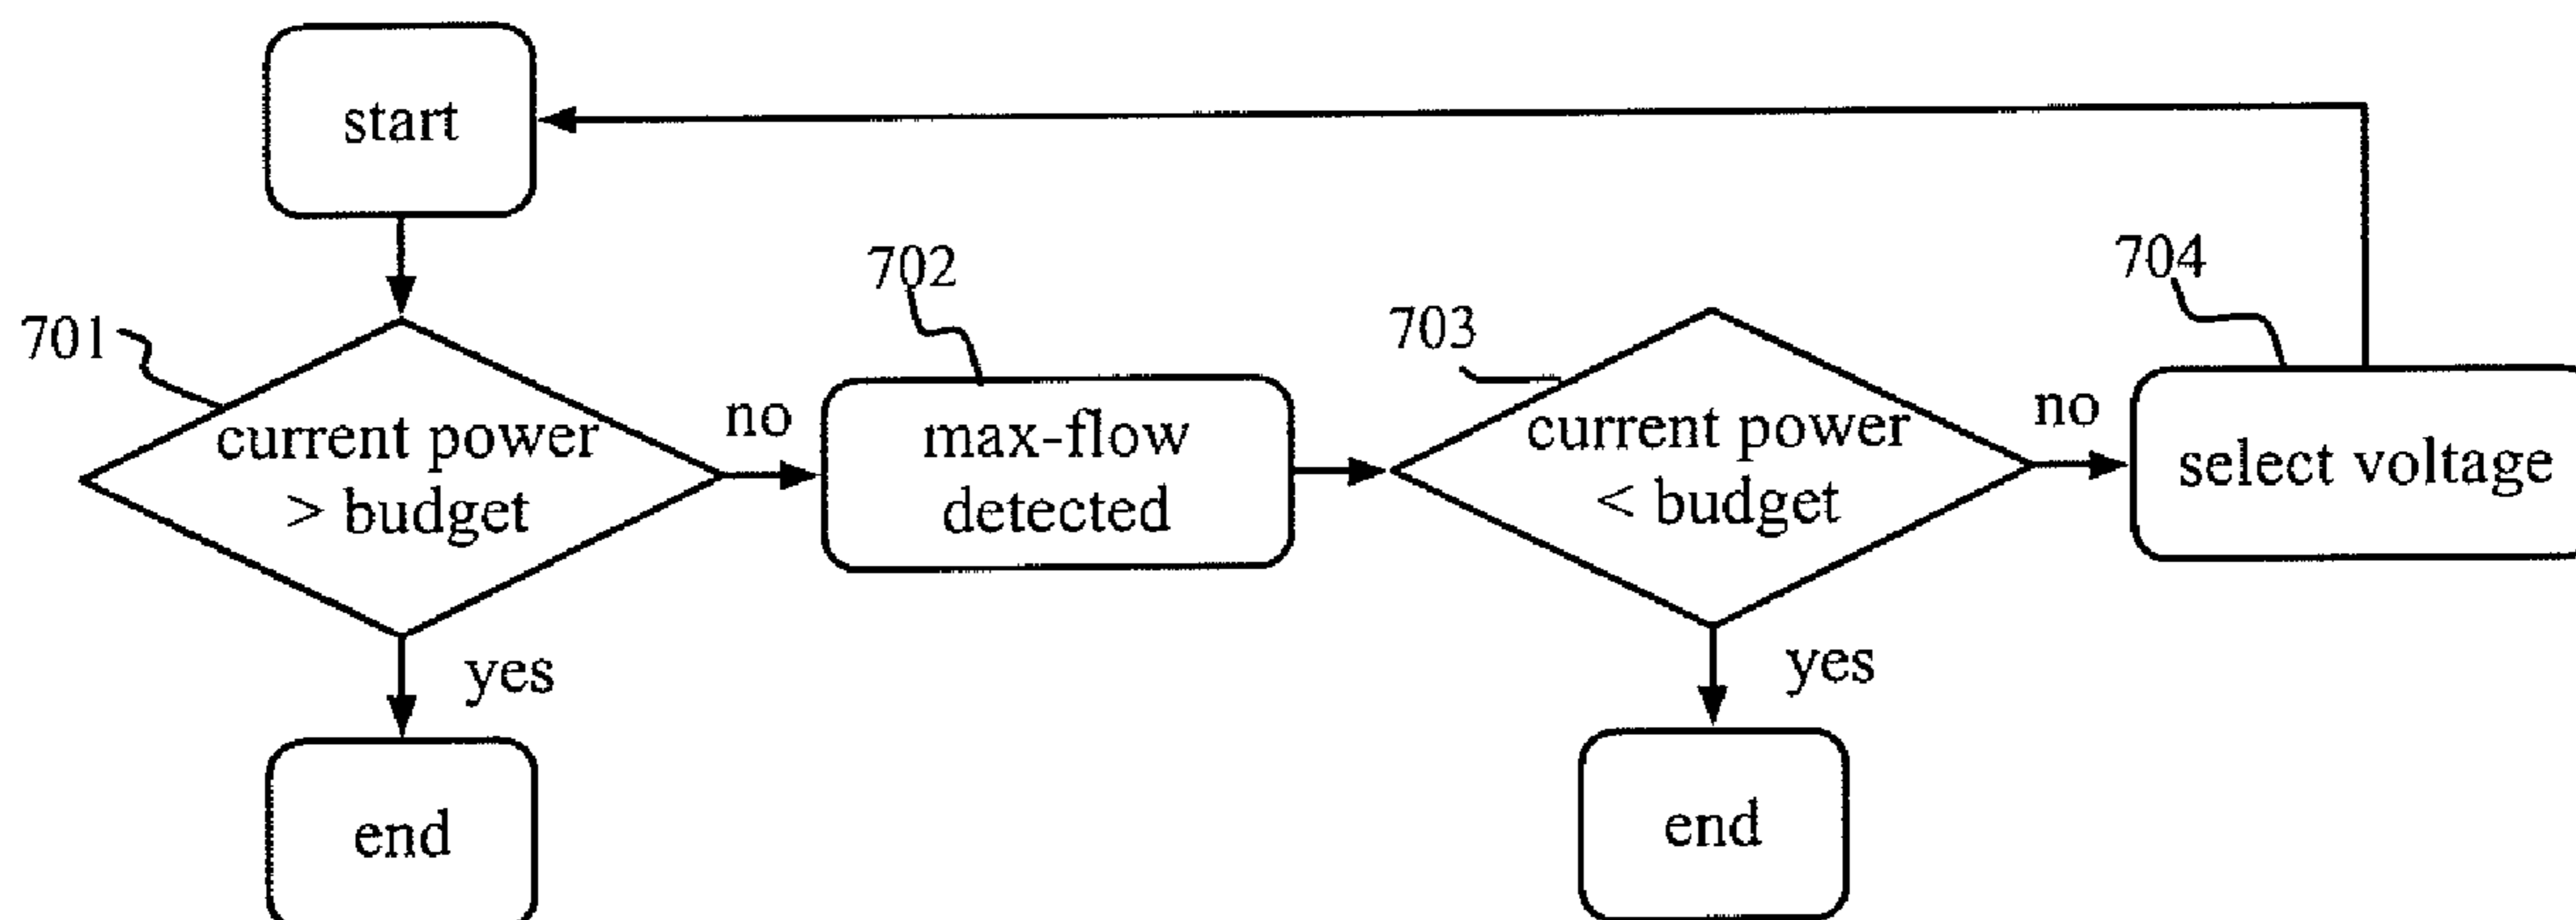 start
702
704
701
703
current power
> budget
no
max-flow
detected
current power
< budget
no
select voltage
yes
yes
end
end